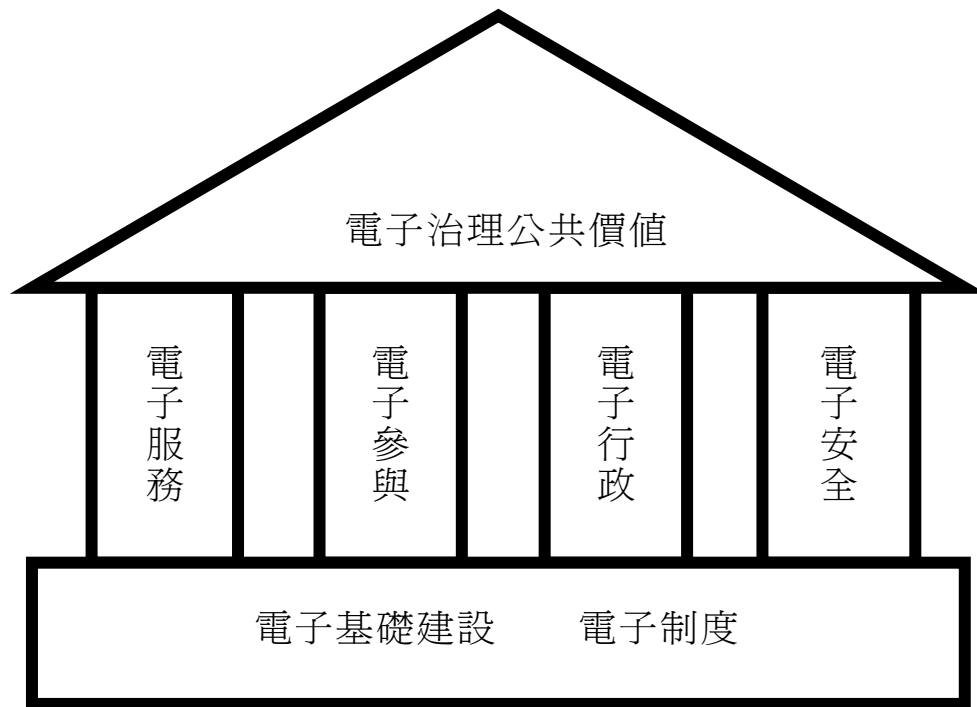 電子治理公共價值
電子服務
電子參與
電子行政
電子安全
電子基礎建設 電子制度